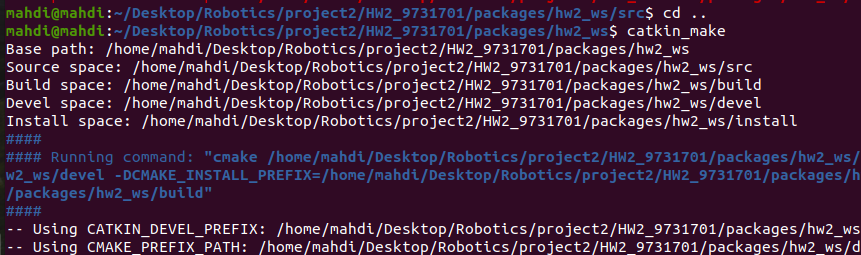 mahdi@mahdi:~/Desktop/Robotics/project2/HW2_9731701/packages/hw2_ws/src$ cd ..
mahdi@mahdi:~/Desktop/Robotics/project2/HW2_9731701/packages/hw2_ws$ catkin_make
Base path: /home/mahdi/Desktop/Robotics/project2/HW2_9731701/packages/hw2_ws
Source space: /home/mahdi/Desktop/Robotics/project2/HW2_9731701/packages/hw2_ws/src
Build space: /home/mahdi/Desktop/Robotics/project2/HW2_9731701/packages/hw2_ws/build
Devel space: /home/mahdi/Desktop/Robotics/project2/HW2_9731701/packages/hw2_ws/devel
Install space: /home/mahdi/Desktop/Robotics/project2/HW2_9731701/packages/hw2_ws/install
####
#### Running command: "cmake /home/mahdi/Desktop/Robotics/project2/HW2_9731701/packages/hw2_ws/
w2_ws/devel -DCMAKE_INSTALL_PREFIX=/home/mahdi/Desktop/Robotics/project2/HW2_9731701/packages/h
/packages/hw2_ws/build"
####
-- Using CATKIN_DEVEL_PREFIX: /home/mahdi/Desktop/Robotics/project2/HW2_9731701/packages/hw2_ws
-- Using CMAKE_PREFIX_PATH: /home/mahdi/Desktop/Robotics/project2/HW2_9731701/packages/hw2_ws/d